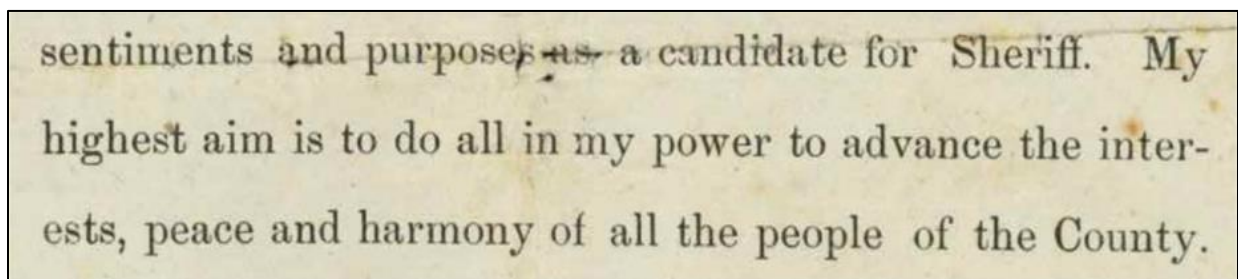 sentiments and purposes as a candidate for Sheriff. My
highest aim is to do all in my power to advance the inter-
ests, peace and harmony of all the people of the County.